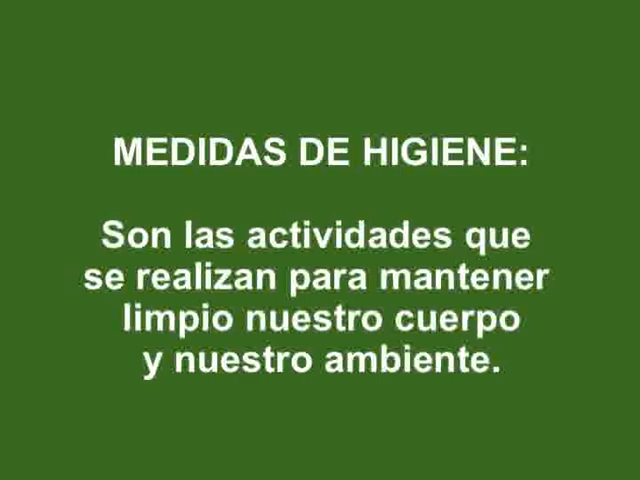 MEDIDAS DE HIGIENE:
Son las actividades que
se realizan para mantener
limpio nuestro cuerpo
y nuestro ambiente.